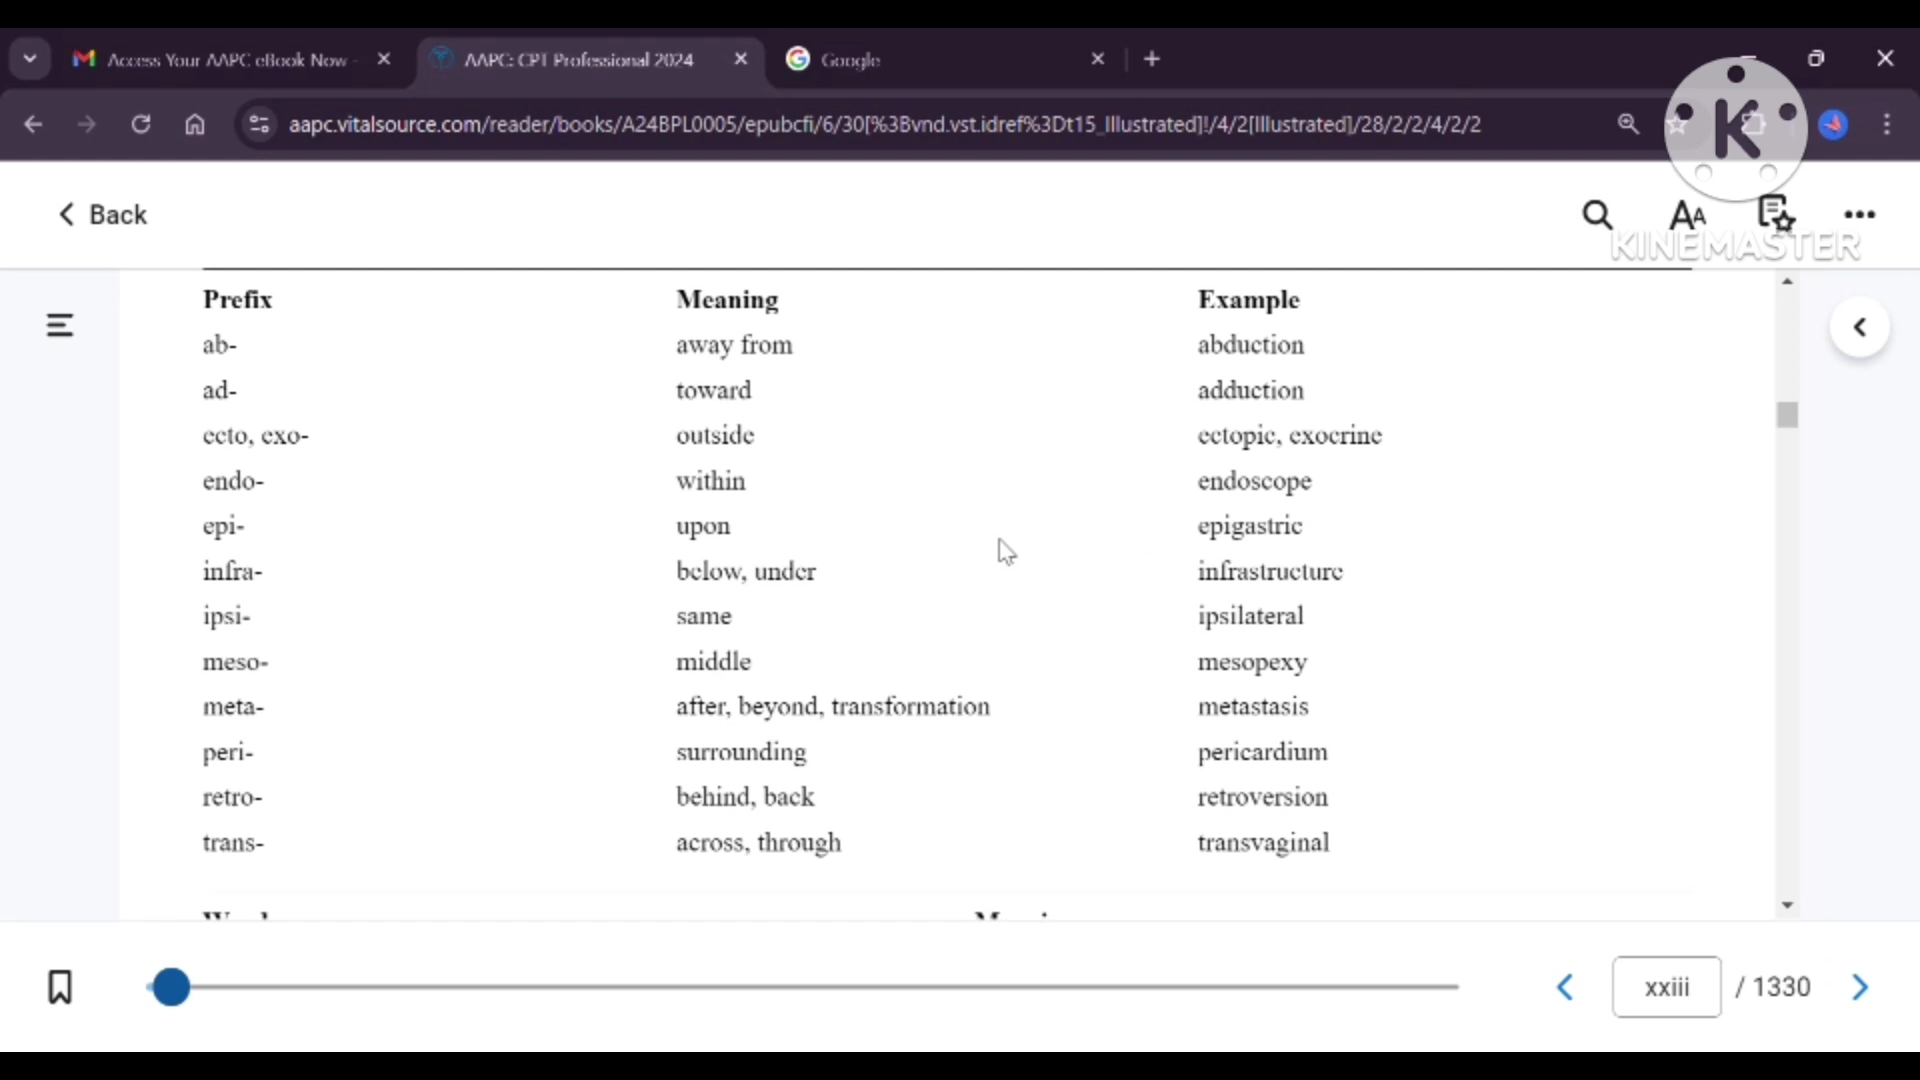 Access Your AAPC eBook Now -
AAPC: CPT Professional 2024
Google
aapc.vitalsource.com/reader/books/A24BPL0005/epubcfi/6/30[%3Bvnd.vst.idref%3Dt15_Illustrated]!/4/2[Illustrated]/28/2/2/4/2/2
K
Back
AA
KINEMASTER
Prefix Meaning Example
ab- away from abduction
ad- toward adduction
ecto, exo- outside ectopic, exocrine
endo- within endoscope
epi- upon epigastric
infra- below, under infrastructure
ipsi- same ipsilateral
meso- middle mesopexy
meta- after, beyond, transformation metastasis
peri- surrounding pericardium
retro- behind, back retroversion
trans- across, through transvaginal
xxiii / 1330